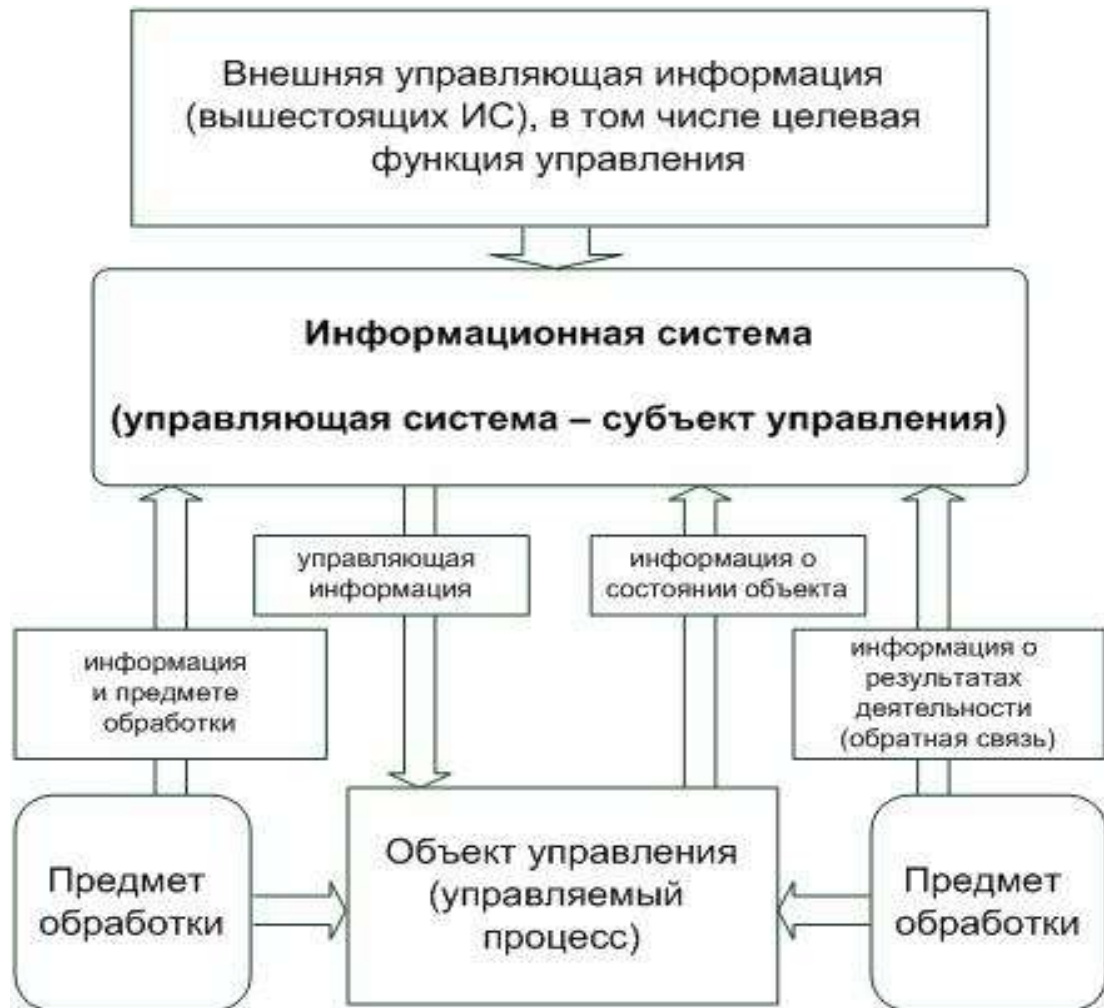 Внешняя управляющая информация
(вышестоящих ИС), в том числе целевая
функция управления
Информационная система
(управляющая система – субъект управления)
управляющая
информация
информация о
состоянии объекта
информация
и предмете
обработки
информация о
результатах
деятельности
(обратная связь)
Предмет
обработки
Объект управления
(управляемый
процесс)
Предмет
обработки